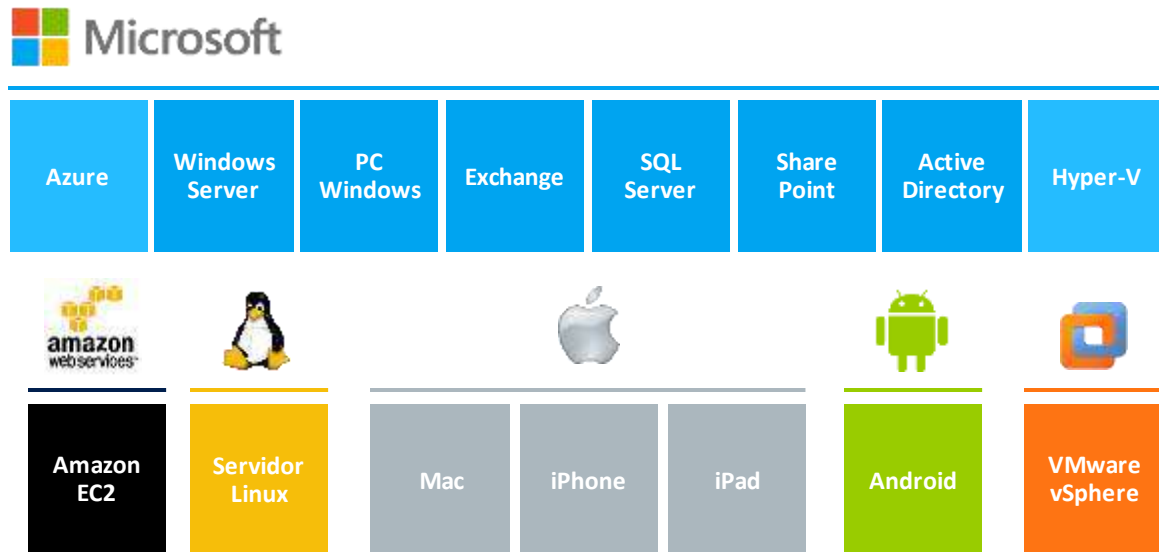 Microsoft
Azure
Windows
Server
PC
Windows
Exchange
SQL
Server
Share
Point
Active
Directory
Hyper-V
amazon
webservices™
Amazon
EC2
Servidor
Linux
Mac
iPhone
iPad
Android
VMware
vSphere